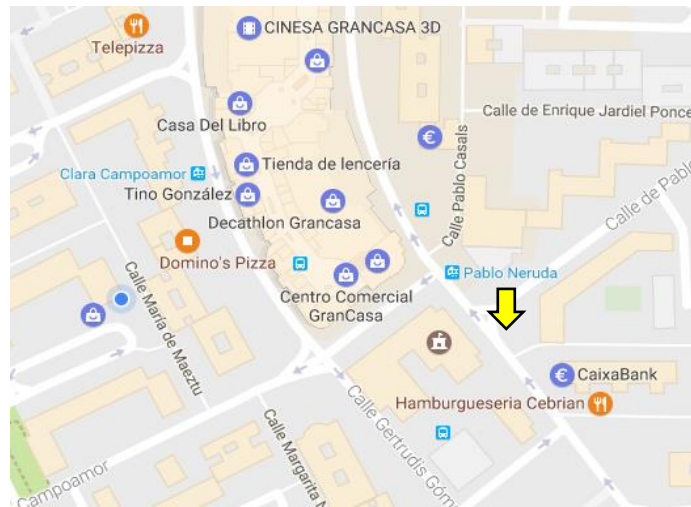 CINESA GRANCASA 3D
Telepizza
Calle de Enrique Jardiel Ponce
Casa Del Libro
€
Calle Pablo Casals
Clara Campoamor
Tienda de lencería
Tino González
Calle de Pablo
Decathlon Grancasa
Domino's Pizza
Pablo Neruda
Centro Comercial
GranCasa
Calle María de Maeztu
€ CaixaBank
Hamburgueseria Cebrian
Calle Gertrudis Góme
Calle Margarita N
Campoamor